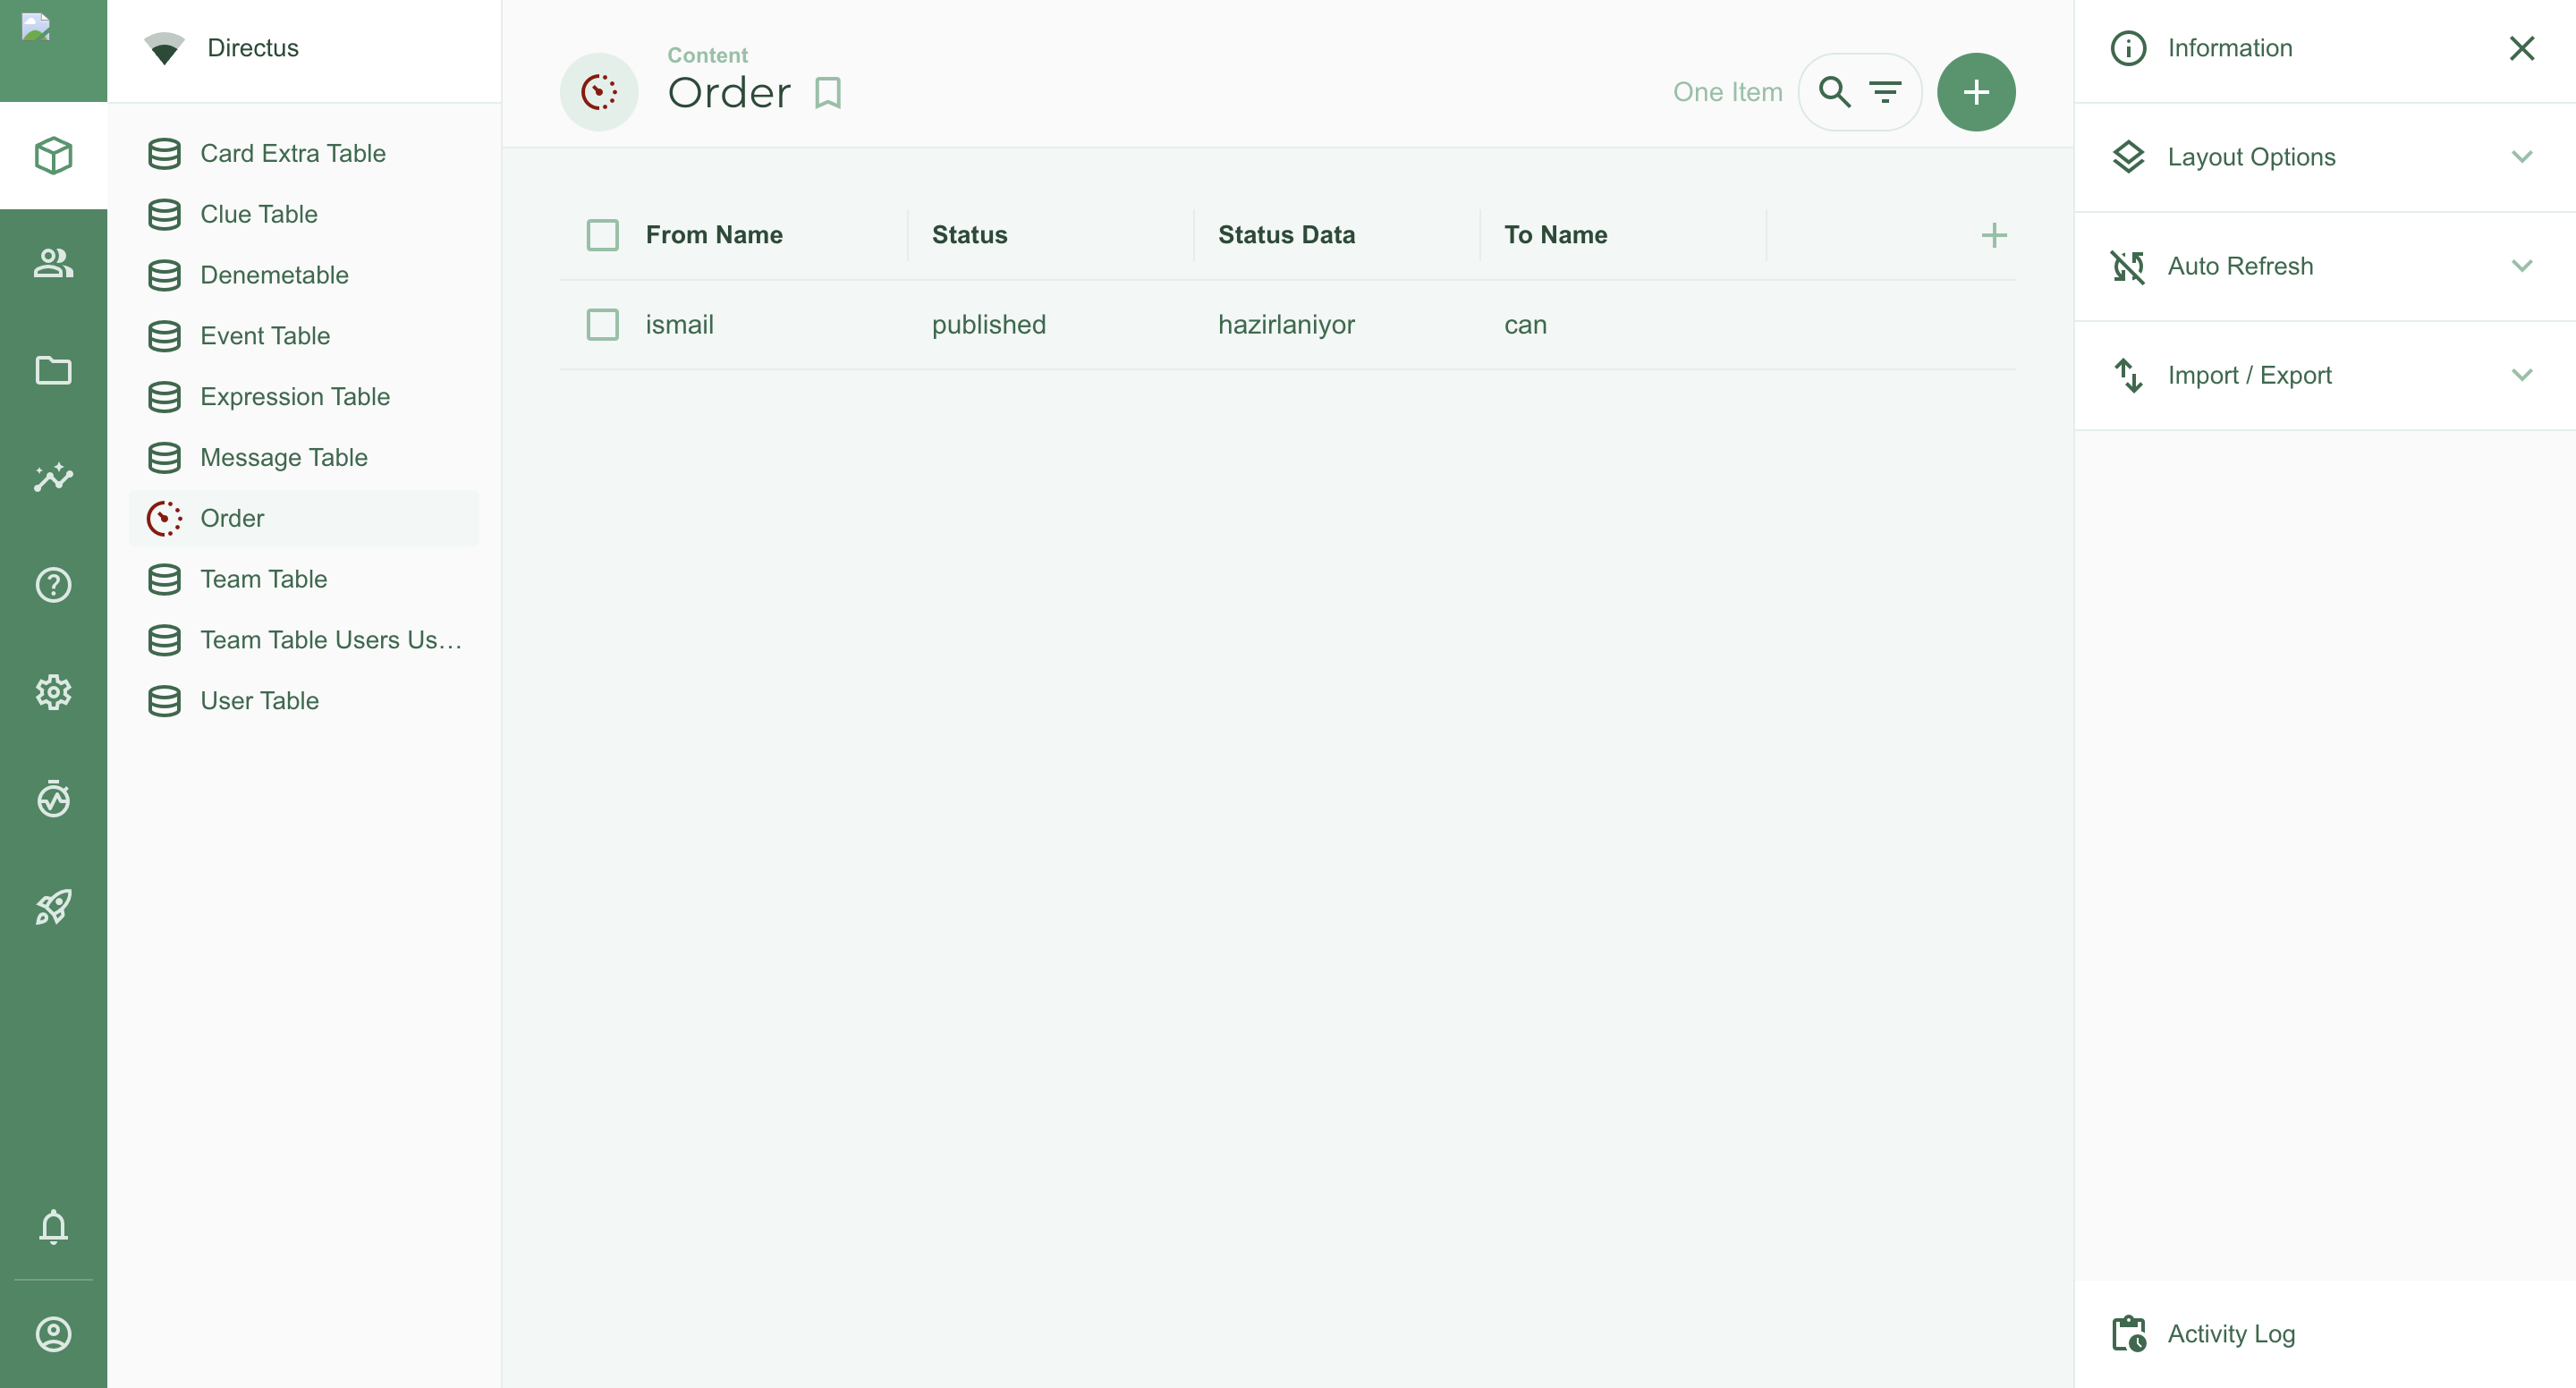 Directus
Card Extra Table
Clue Table
Denemetable
Event Table
Expression Table
Message Table
Order
Team Table
Team Table Users Us...
User Table
Content
Order
One Item
From Name Status Status Data To Name
ismail published hazirlaniyor can
Information
Layout Options
Auto Refresh
Import / Export
Activity Log